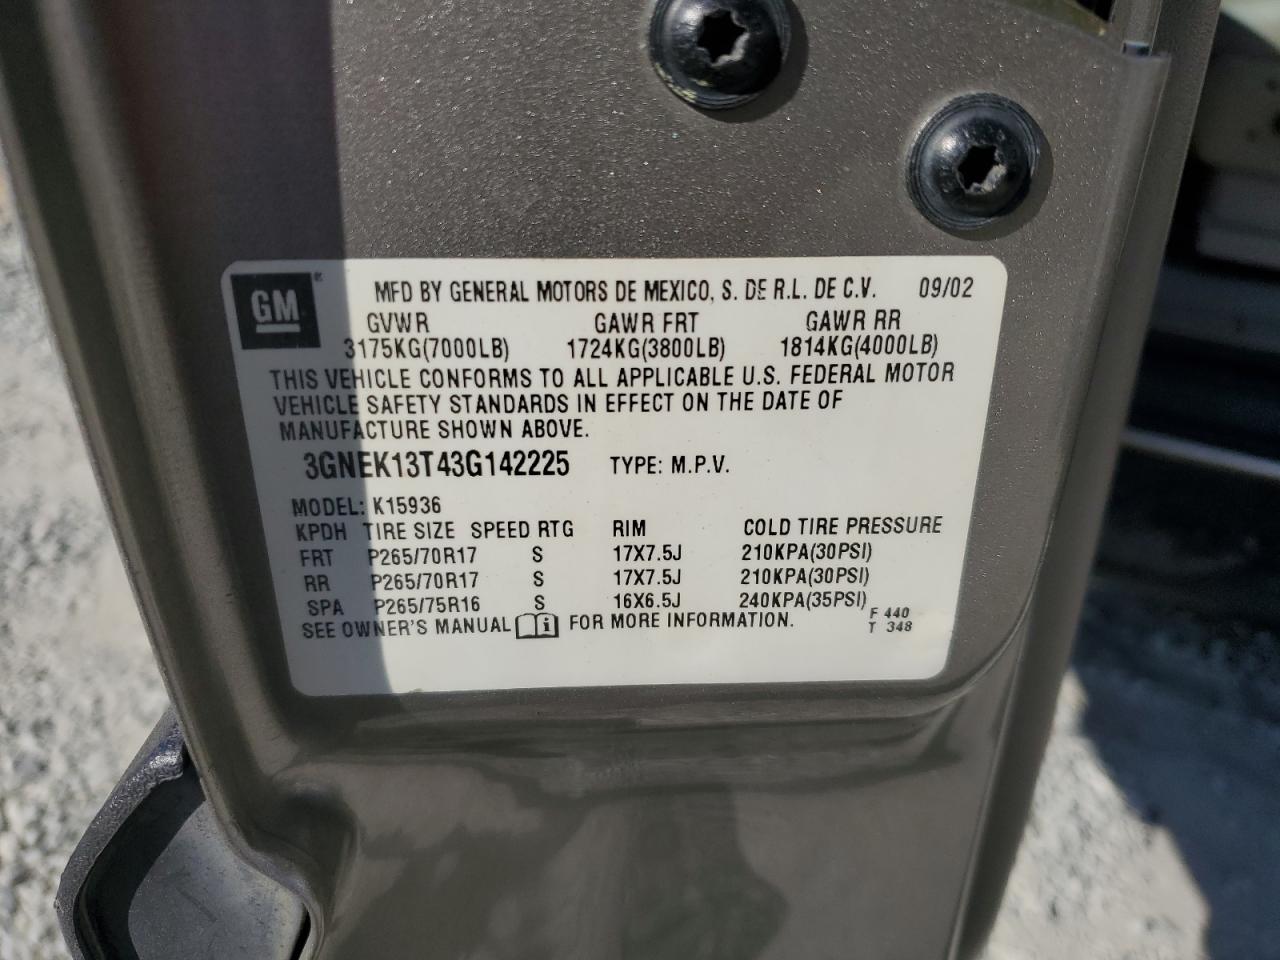 GM MFD BY GENERAL MOTORS DE MEXICO, S. DE R.L. DE C.V. 09/02
GVWR GAWR FRT GAWR RR
3175KG(7000LB) 1724KG(3800LB) 1814KG(4000LB)
THIS VEHICLE CONFORMS TO ALL APPLICABLE U.S. FEDERAL MOTOR
VEHICLE SAFETY STANDARDS IN EFFECT ON THE DATE OF
MANUFACTURE SHOWN ABOVE.
3GNEK13T43G142225 TYPE: M.P.V.
MODEL: K15936
KPDH TIRE SIZE SPEED RTG RIM COLD TIRE PRESSURE
FRT P265/70R17 S 17X7.5J 210KPA(30PSI)
RR P265/70R17 S 17X7.5J 210KPA(30PSI)
SPA P265/75R16 S 16X6.5J 240KPA(35PSI)
SEE OWNER'S MANUAL i FOR MORE INFORMATION. F 440
T 348